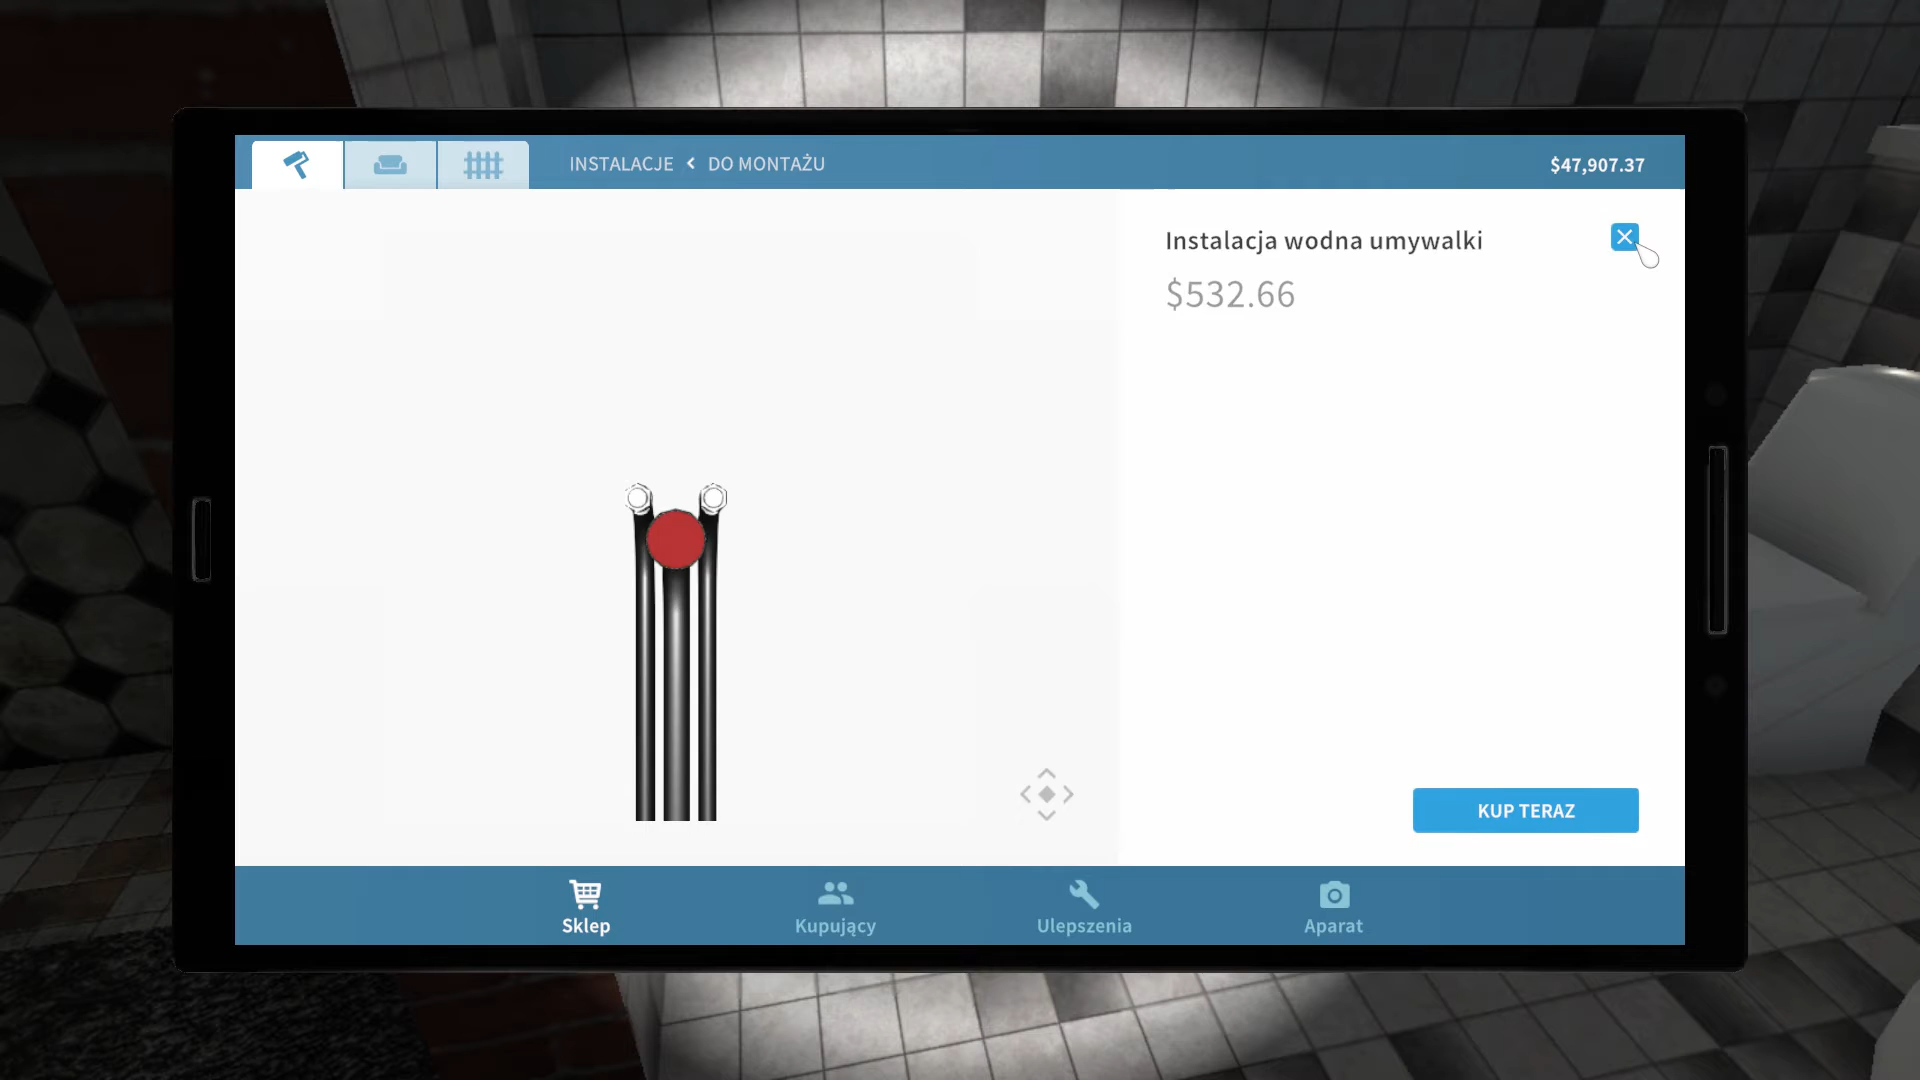 INSTALACJE < DO MONTAŻU
$47,907.37
Instalacja wodna umywalki
$532.66
KUP TERAZ
Sklep
Kupujący
Ulepszenia
Aparat